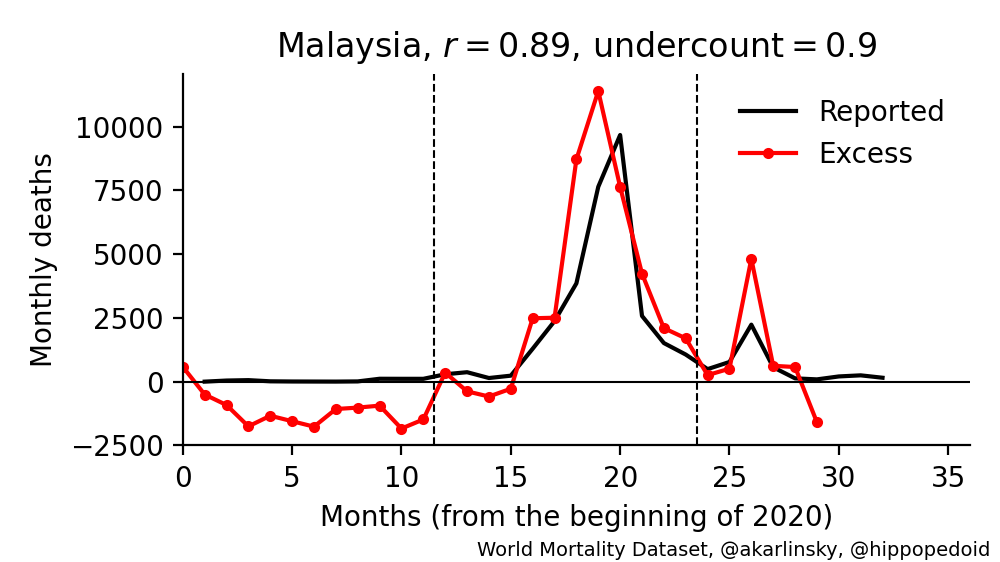 Malaysia, r = 0.89, undercount = 0.9
Reported
Excess
Monthly deaths
10000
7500
5000
2500
0
−2500
0 5 10 15 20 25 30 35
Months (from the beginning of 2020)
World Mortality Dataset, @akarlinsky, @hippopedoid